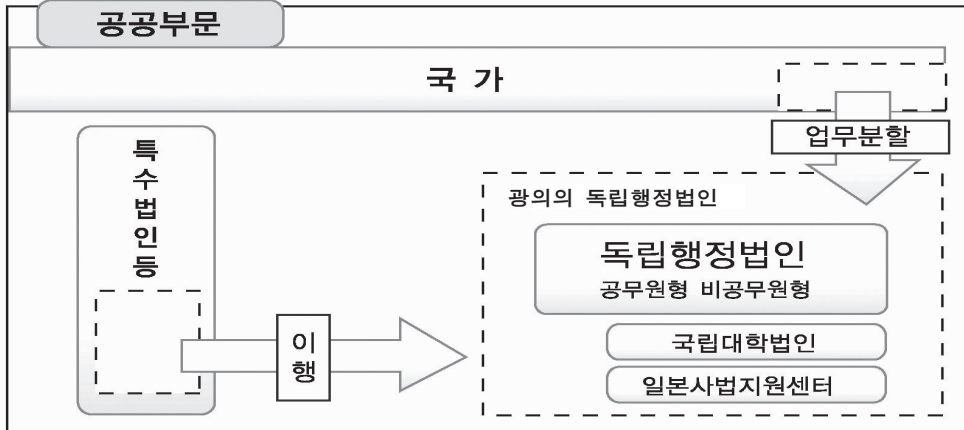 공공부문
국 가
업무분할
특수법인등
광의의 독립행정법인
독립행정법인
공무원형 비공무원형
이행
국립대학법인
일본사법지원센터